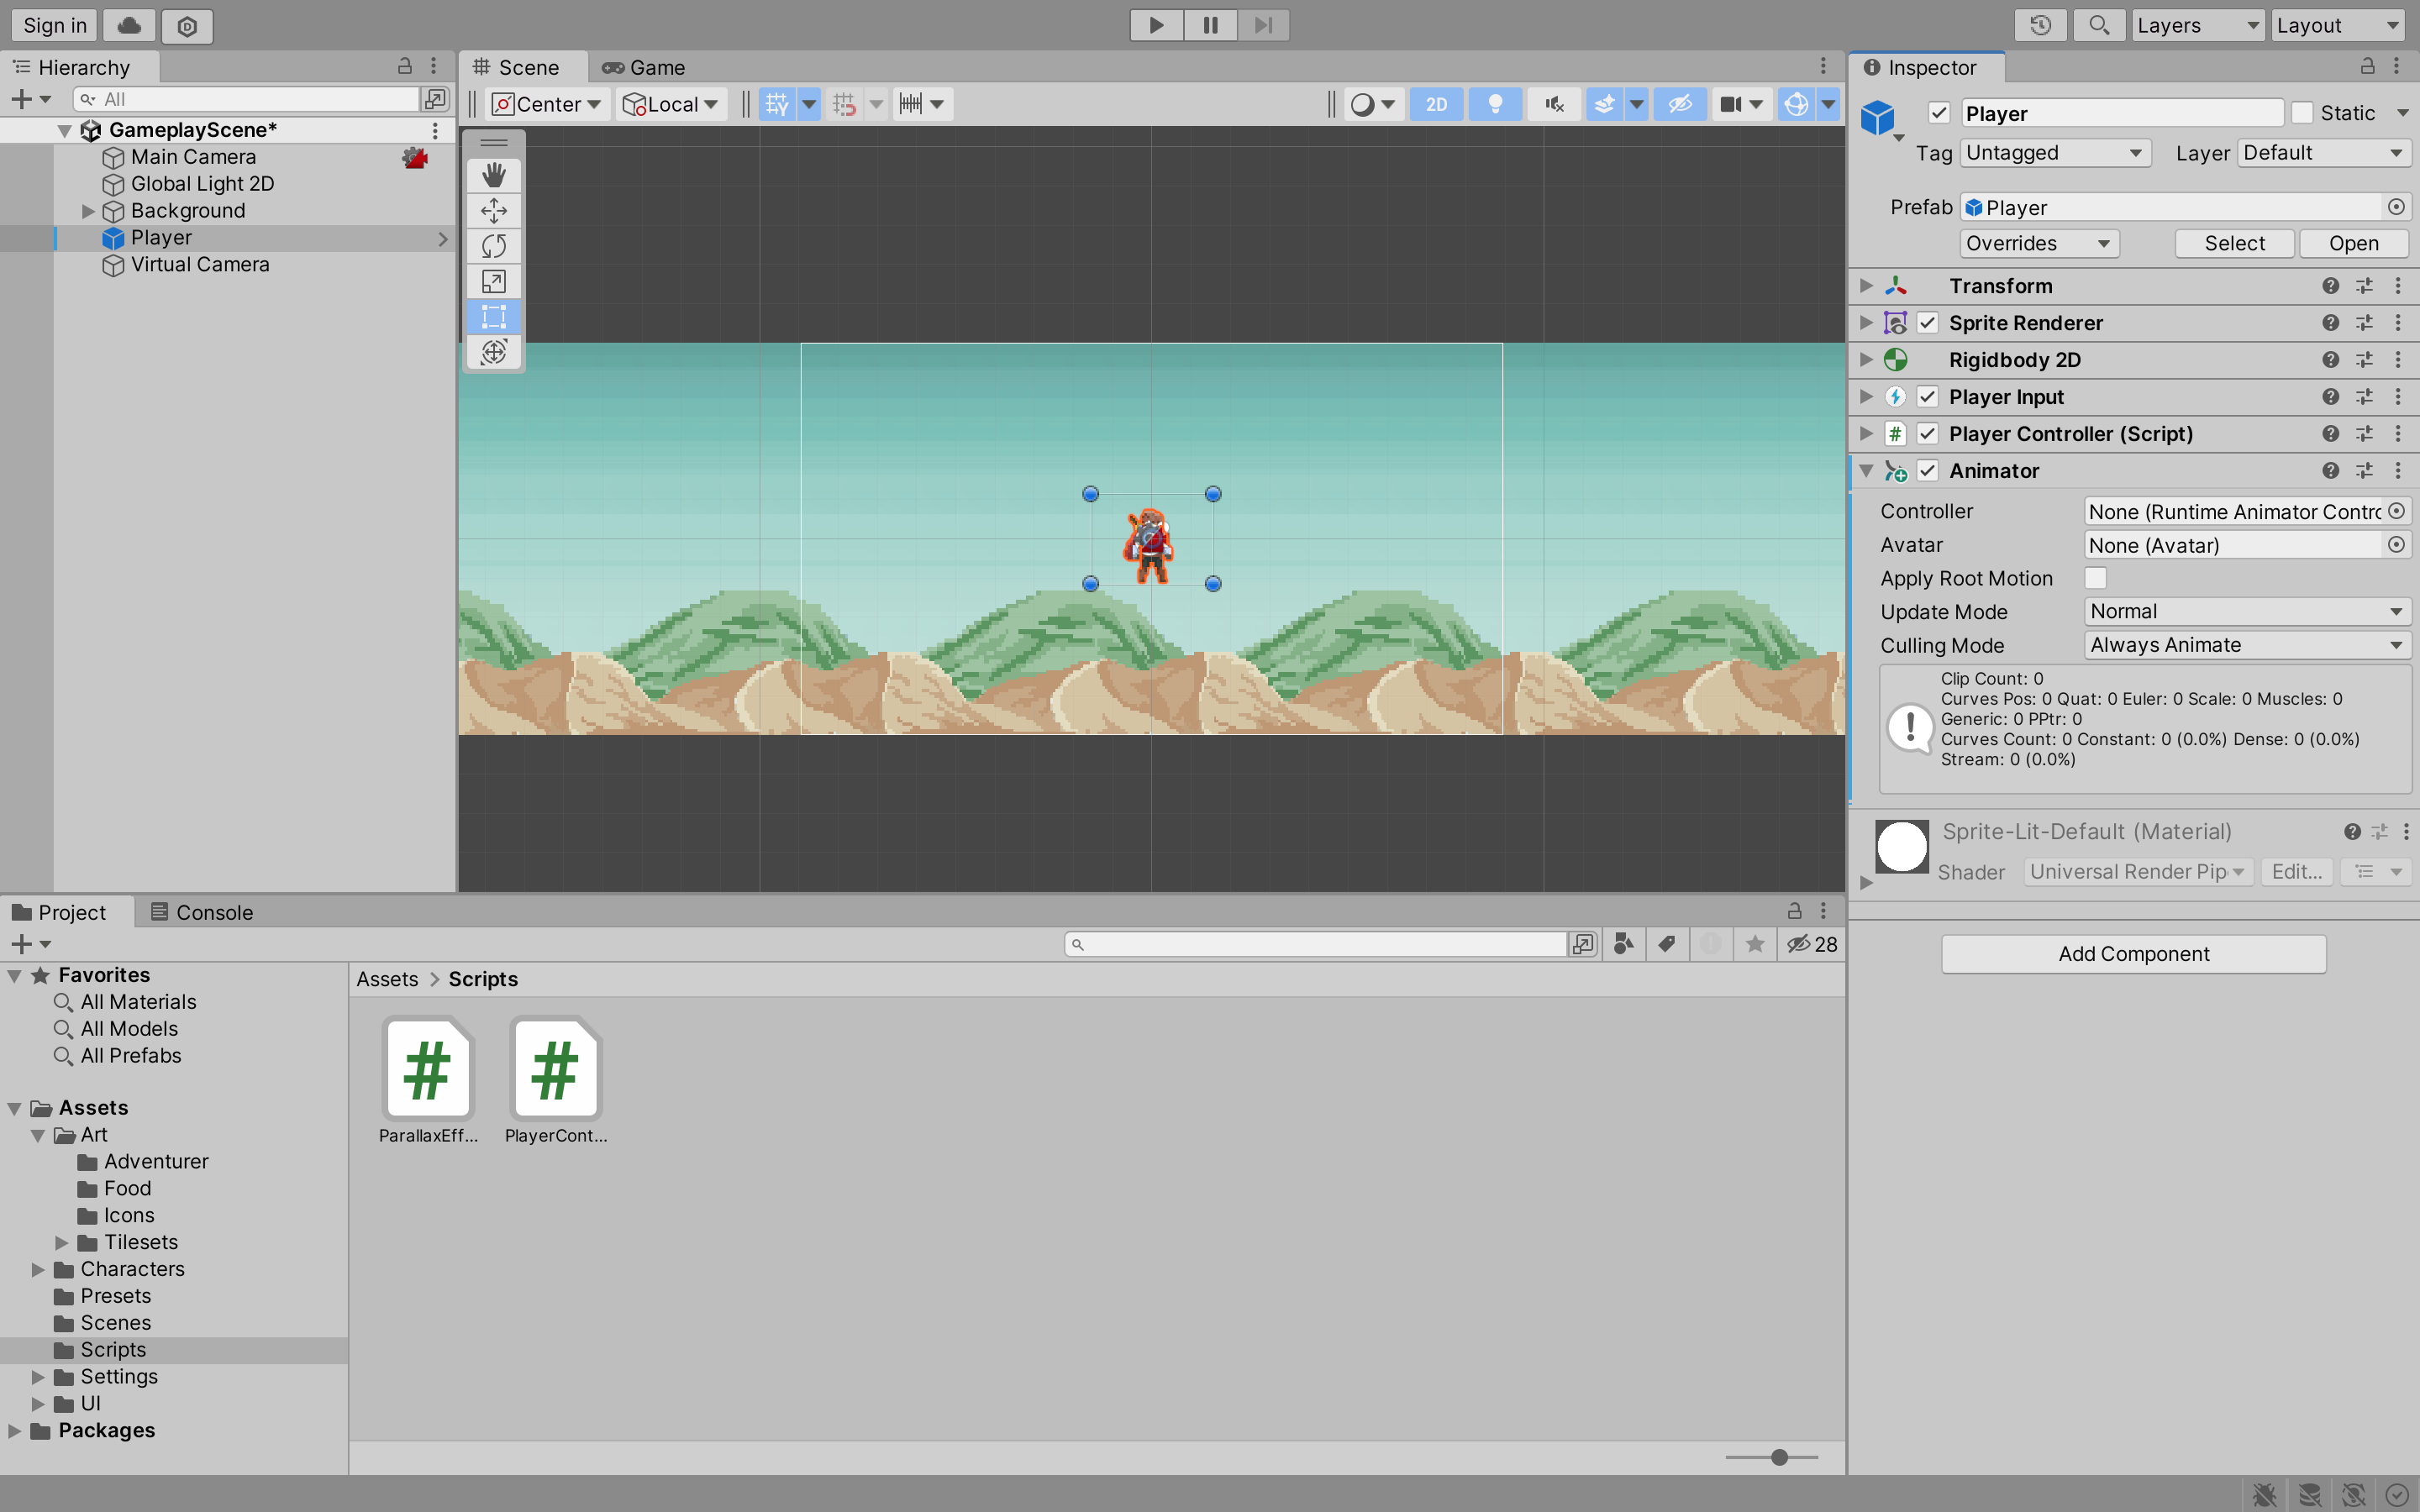 Sign in
Layers
Layout
Hierarchy
All
GameplayScene*
Main Camera
Global Light 2D
Background
Player
Virtual Camera
Scene
Game
Center
Local
2D
Inspector
Player
Static
Tag
Untagged
Layer
Default
Prefab
Player
Overrides
Select
Open
Transform
Sprite Renderer
Rigidbody 2D
Player Input
Player Controller (Script)
Animator
Controller
None (Runtime Animator Contro
Avatar
None (Avatar)
Apply Root Motion
Update Mode
Normal
Culling Mode
Always Animate
Clip Count: 0
Curves Pos: 0 Quat: 0 Euler: 0 Scale: 0 Muscles: 0
Generic: 0 PPtr: 0
Curves Count: 0 Constant: 0 (0.0%) Dense: 0 (0.0%)
Stream: 0 (0.0%)
Sprite-Lit-Default (Material)
Shader
Universal Render Pip
Edit...
Add Component
Project
Console
28
Favorites
All Materials
All Models
All Prefabs
Assets
Art
Adventurer
Food
Icons
Tilesets
Characters
Presets
Scenes
Scripts
Settings
UI
Packages
Assets > Scripts
ParallaxEff...
PlayerCont...